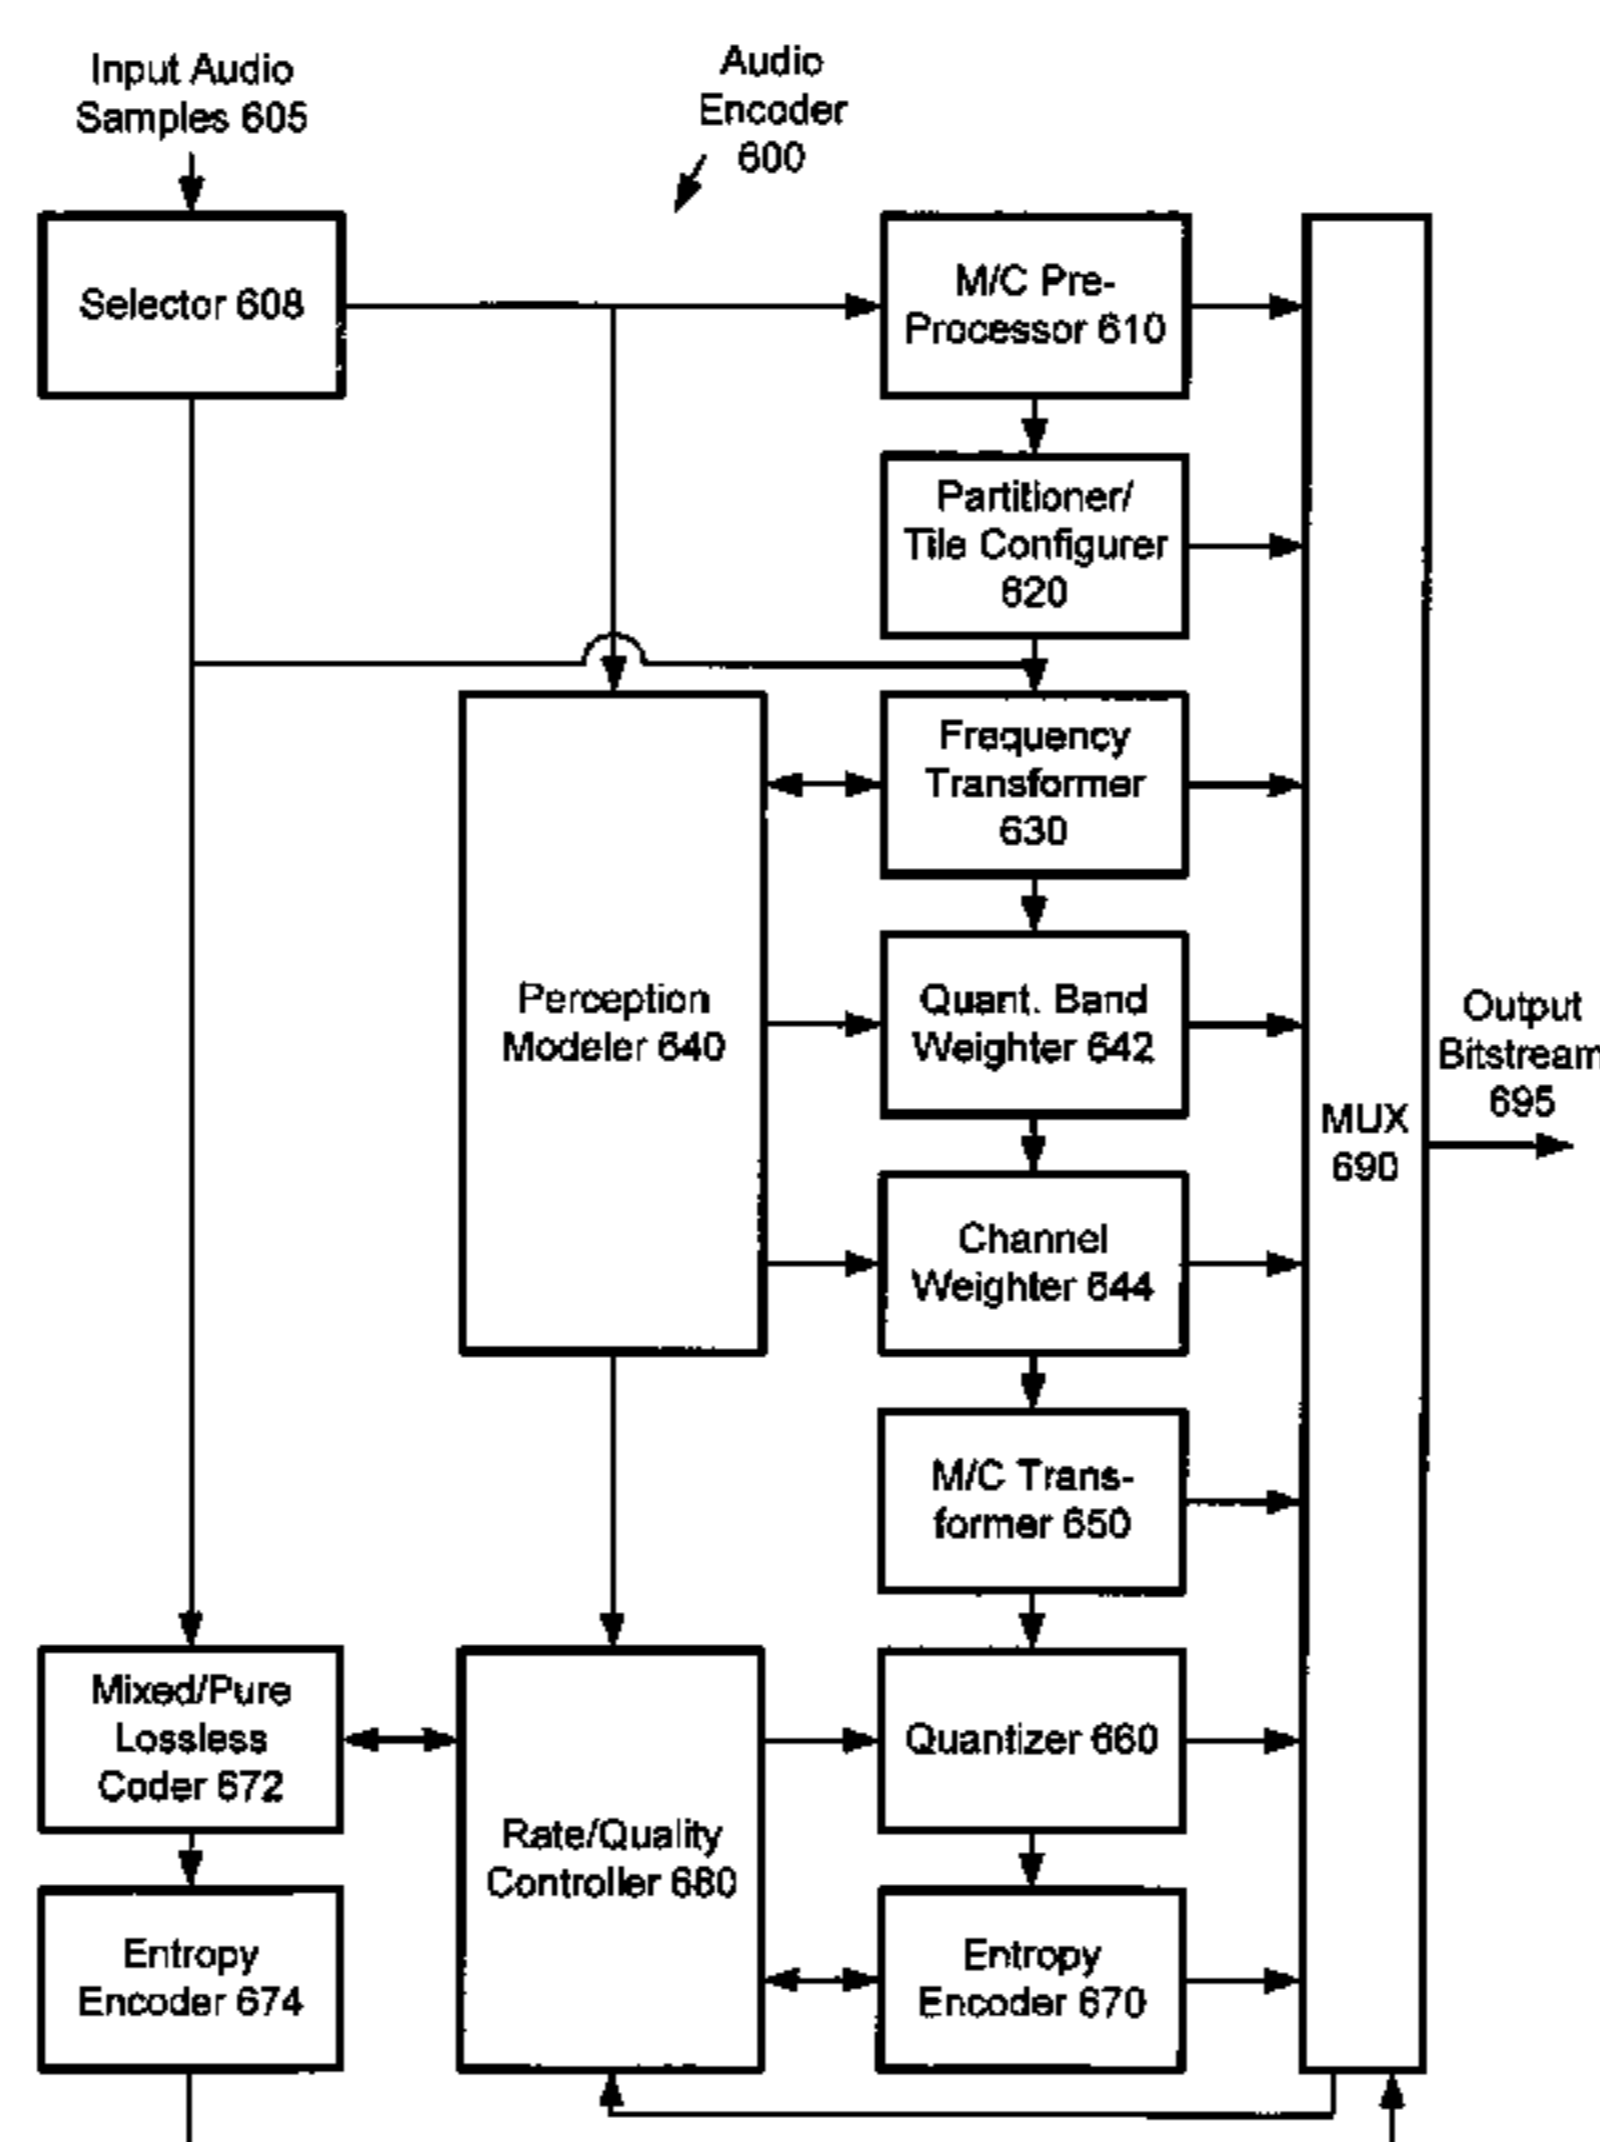 Input Audio
Samples 605
Audio
Encoder
600
Selector 608
M/C Pre-
Processor 610
Partitioner/
Tile Configurer
620
Frequency
Transformer
630
Perception
Modeler 640
Quant. Band
Weighter 642
Output
Bitstream
695
MUX
690
Channel
Weighter 644
M/C Trans-
former 650
Mixed/Pure
Lossless
Coder 672
Quantizer 660
Rate/Quality
Controller 680
Entropy
Encoder 674
Entropy
Encoder 670